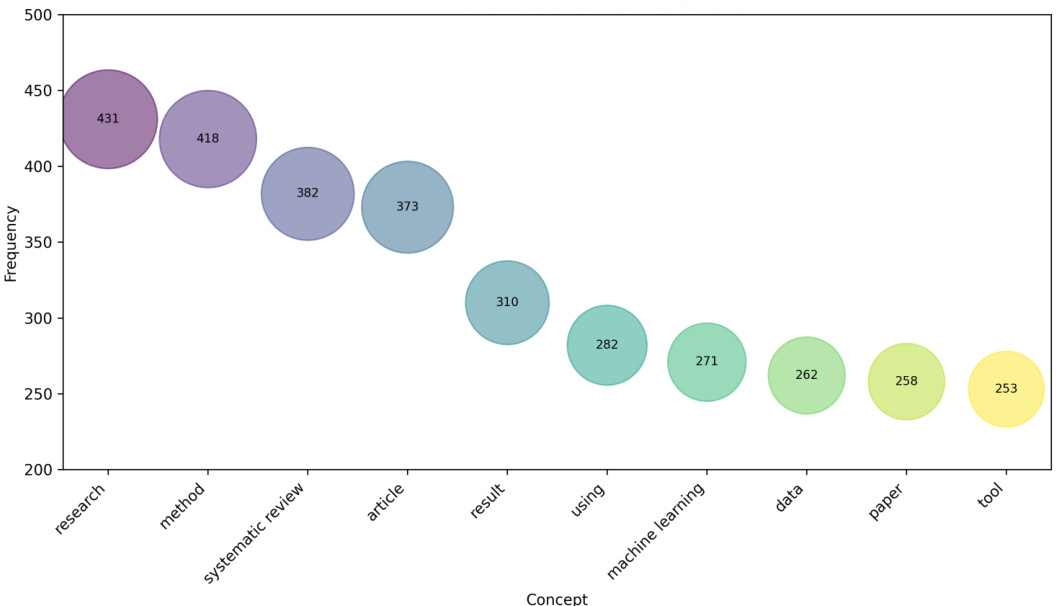 500
450
400
350
300
250
200
Frequency
431
418
382
373
310
282
271
262
258
253
research
method
systematic review
article
result
using
machine learning
data
paper
tool
Concept